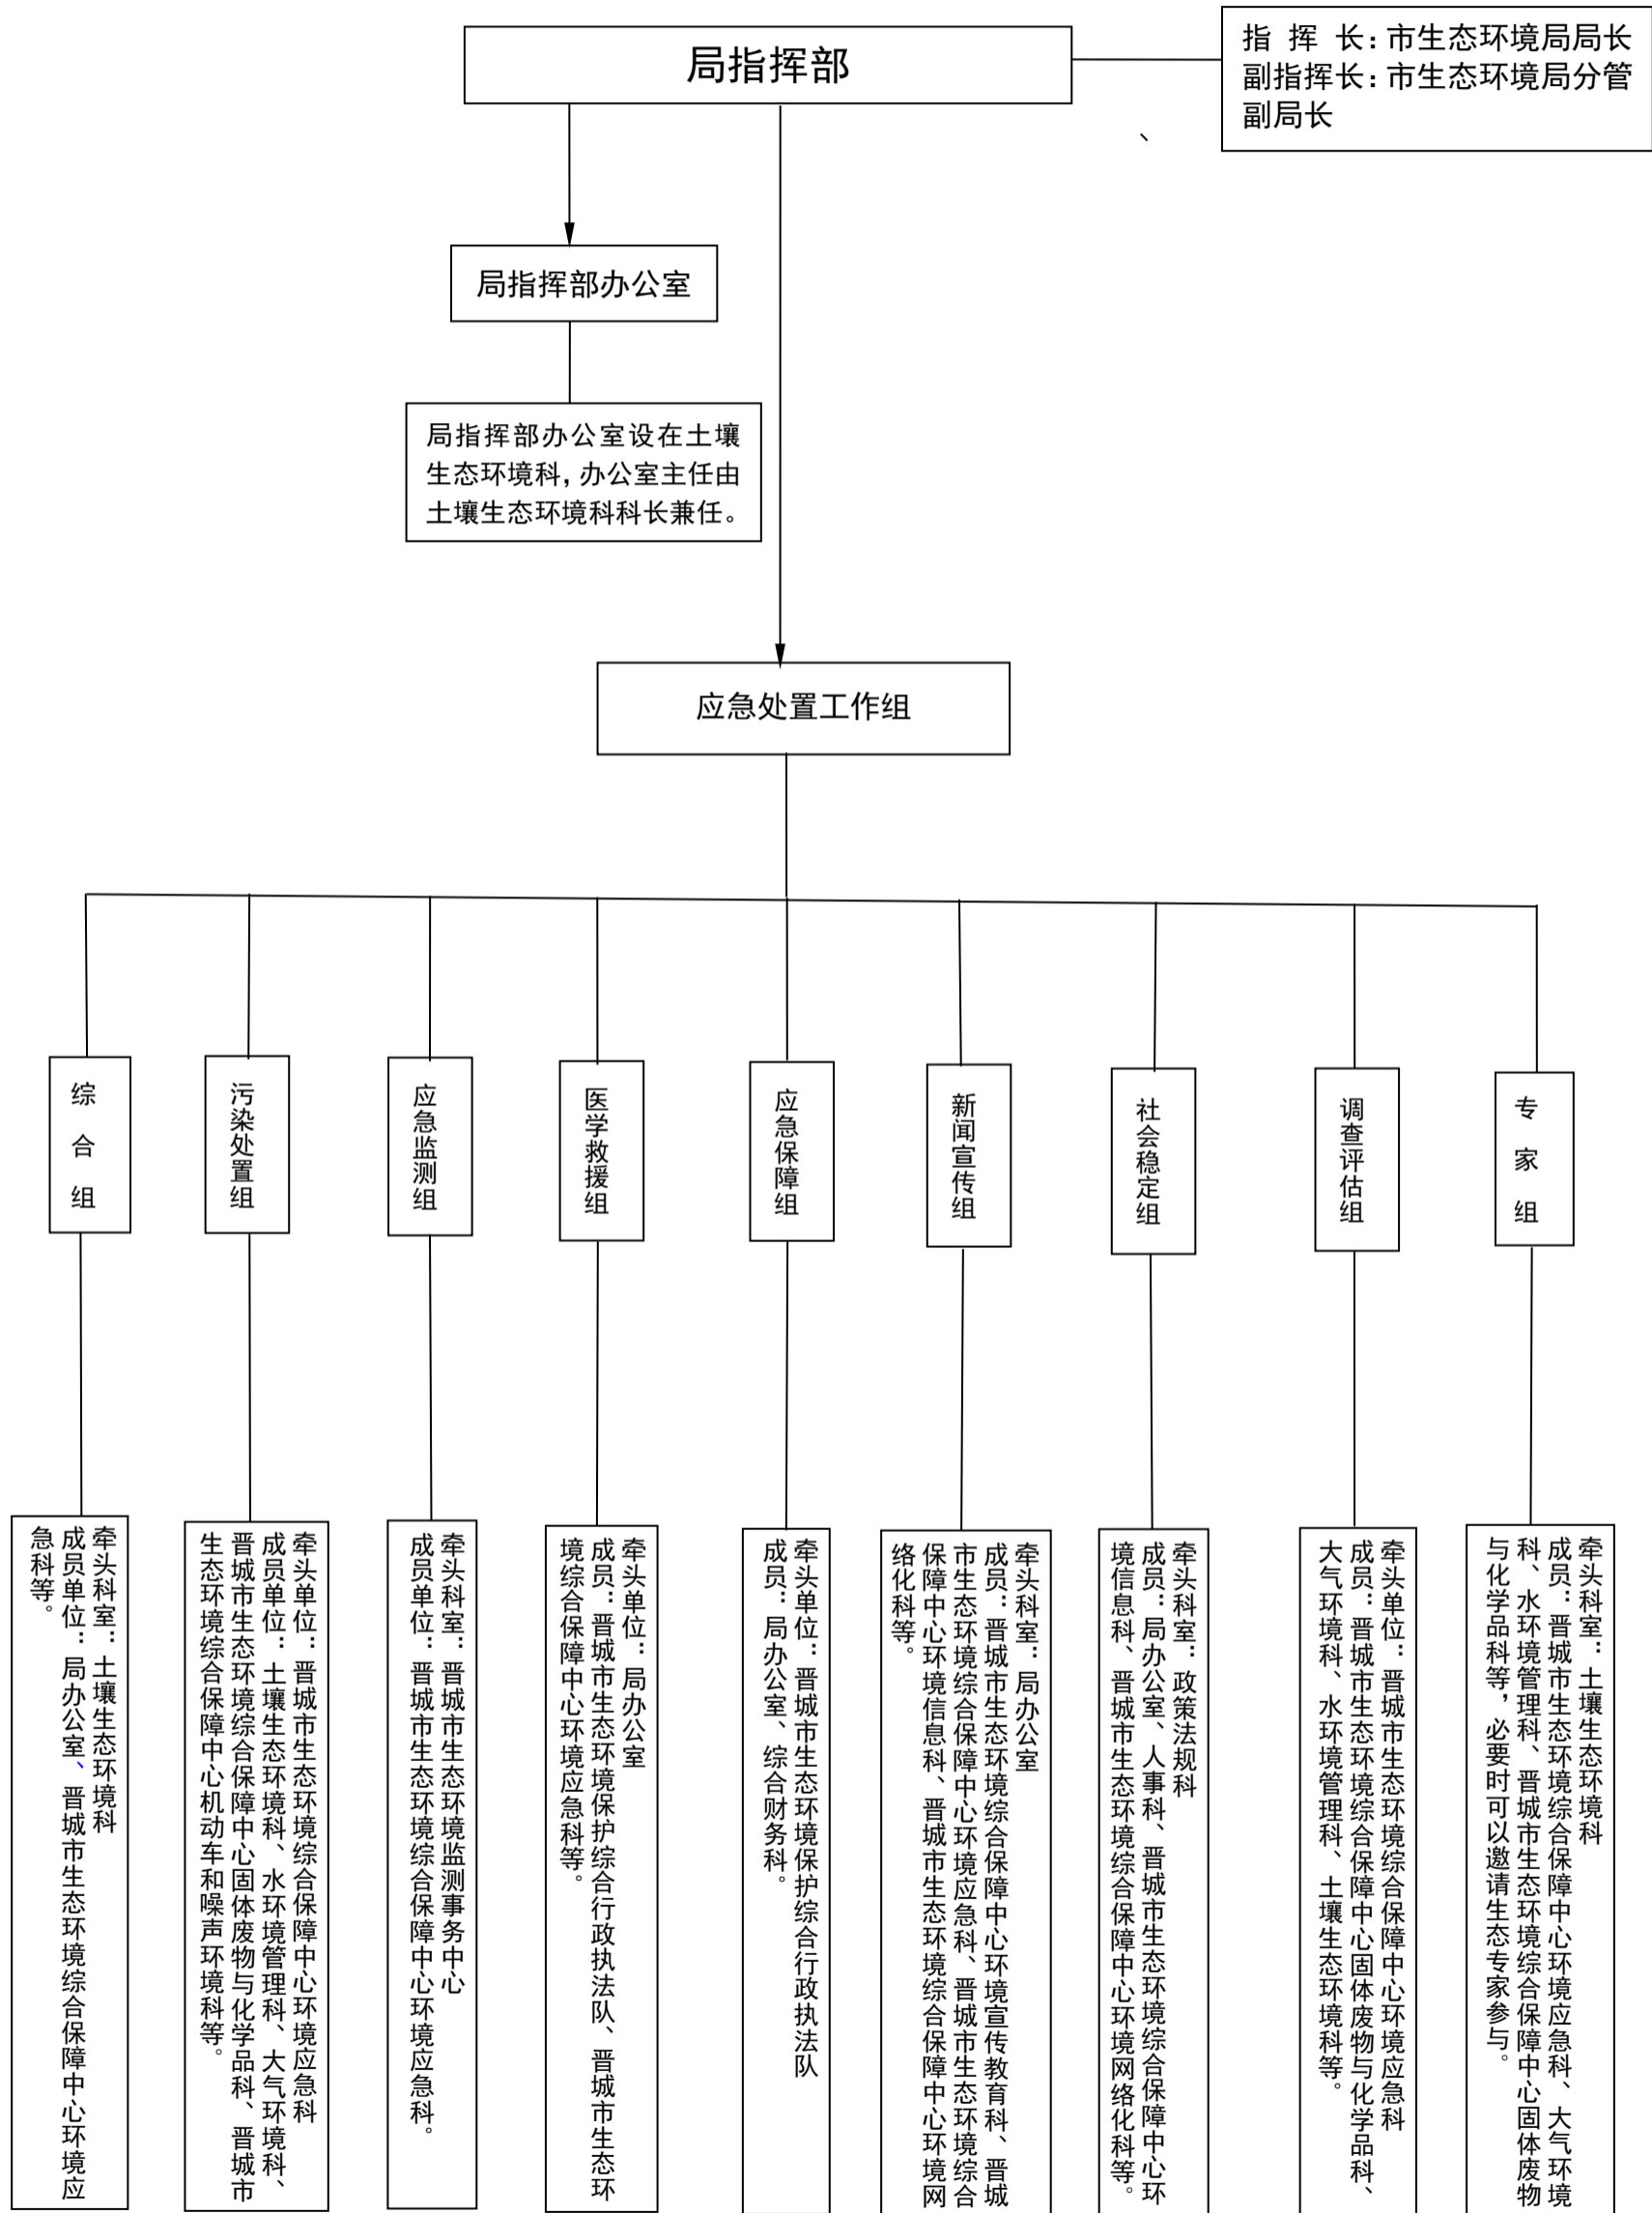 局指挥部
指 挥 长：市生态环境局局长
副指挥长：市生态环境局分管
副局长
、
局指挥部办公室
局指挥部办公室设在土壤
生态环境科，办公室主任由
土壤生态环境科科长兼任。
应急处置工作组
综合组
污染处置组
应急监测组
医学救援组
应急保障组
新闻宣传组
社会稳定组
调查评估组
专家组
牵头科室：土壤生态环境科
成员单位：局办公室、晋城市生态环境综合保障中心环境应
急科等。
牵头单位：晋城市生态环境综合保障中心环境应急科
成员单位：土壤生态环境科、水环境管理科、大气环境科、
晋城市生态环境综合保障中心固体废物与化学品科、晋城市
生态环境综合保障中心机动车和噪声环境科等。
牵头科室：晋城市生态环境监测事务中心
成员单位：晋城市生态环境综合保障中心环境应急科。
牵头单位：局办公室
成员：晋城市生态环境保护综合行政执法队、晋城市生态环
境综合保障中心环境应急科等。
牵头单位：晋城市生态环境保护综合行政执法队
成员：局办公室、综合财务科。
牵头科室：局办公室
成员：晋城市生态环境综合保障中心环境宣传教育科、晋城
市生态环境综合保障中心环境应急科、晋城市生态环境综合
保障中心环境信息科、晋城市生态环境综合保障中心环境网
络化科等。
牵头科室：政策法规科
成员：局办公室、人事科、晋城市生态环境综合保障中心环
境信息科、晋城市生态环境综合保障中心环境网络化科等。
牵头单位：晋城市生态环境综合保障中心环境应急科
成员：晋城市生态环境综合保障中心固体废物与化学品科、
大气环境科、水环境管理科、土壤生态环境科等。
牵头科室：土壤生态环境科
成员：晋城市生态环境综合保障中心环境应急科、大气环境
科、水环境管理科、晋城市生态环境综合保障中心固体废物
与化学品科等，必要时可以邀请生态专家参与。